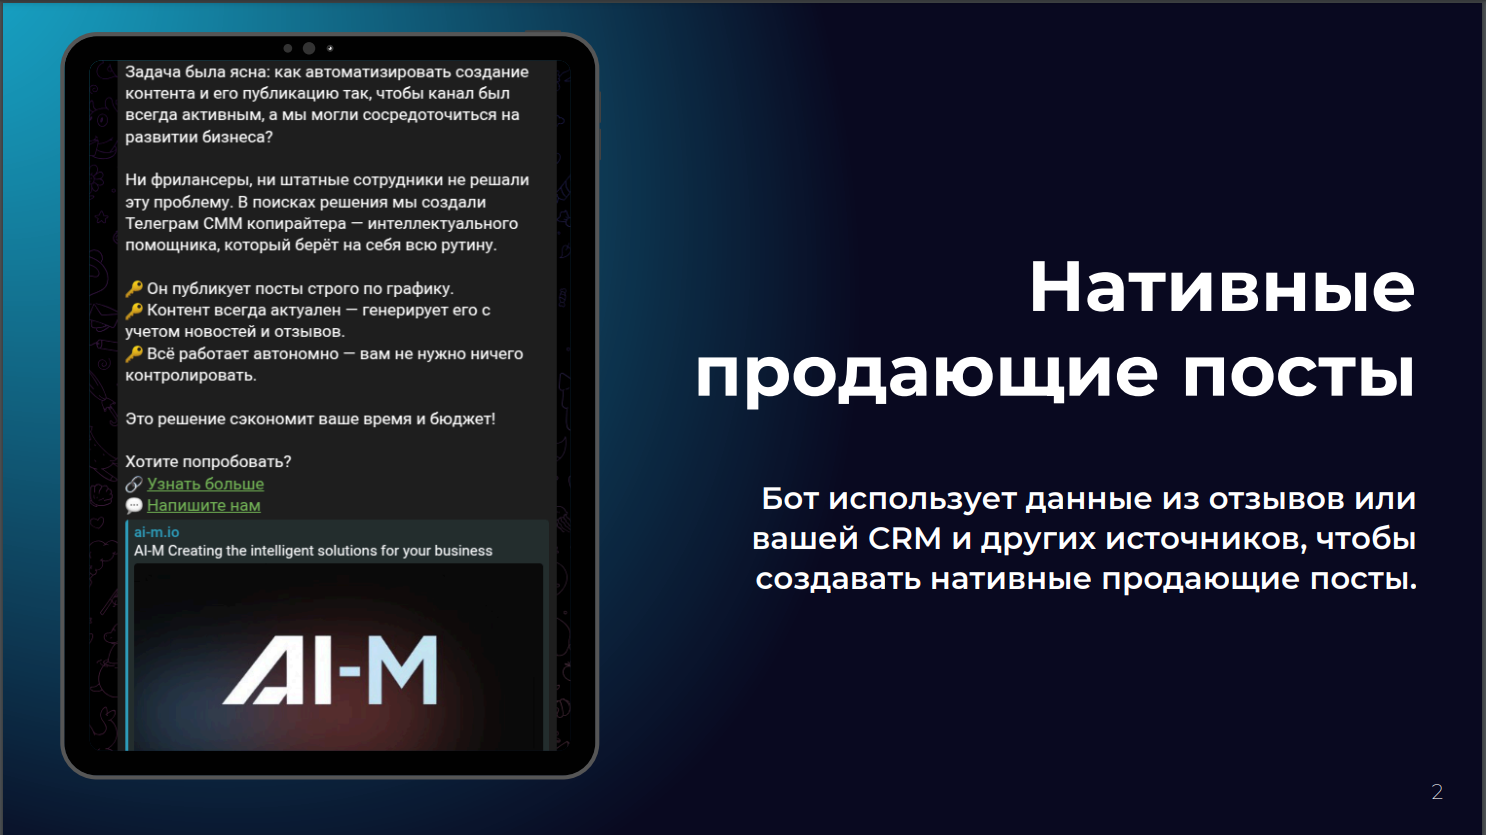 Задача была ясна: как автоматизировать создание
контента и его публикацию так, чтобы канал был
всегда активным, а мы могли сосредоточиться на
развитии бизнеса?
Ни фрилансеры, ни штатные сотрудники не решали
эту проблему. В поисках решения мы создали
Телеграм СММ копирайтера — интеллектуального
помощника, который берёт на себя всю рутину.
🔑 Он публикует посты строго по графику.
🔑 Контент всегда актуален — генерирует его с
учетом новостей и отзывов.
🔑 Всё работает автономно — вам не нужно ничего
контролировать.
Это решение сэкономит ваше время и бюджет!
Хотите попробовать?
🔗 Узнать больше
💬 Напишите нам
ai-m.io
AI-M Creating the intelligent solutions for your business
AI-M
Нативные
продающие посты
Бот использует данные из отзывов или
вашей CRM и других источников, чтобы
создавать нативные продающие посты.
2